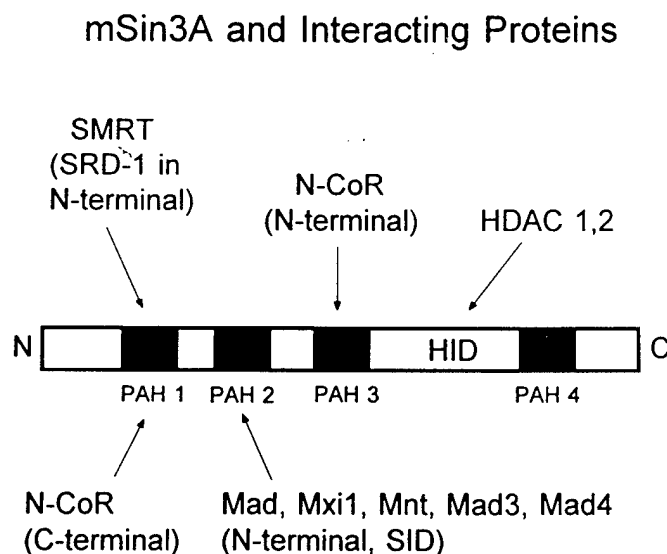 mSin3A and Interacting Proteins
SMRT
(SRD-1 in
N-terminal)
N-CoR
(N-terminal)
HDAC 1,2
N
HID
C
PAH 1
PAH 2
PAH 3
PAH 4
N-CoR
(C-terminal)
Mad, Mxi1, Mnt, Mad3, Mad4
(N-terminal, SID)